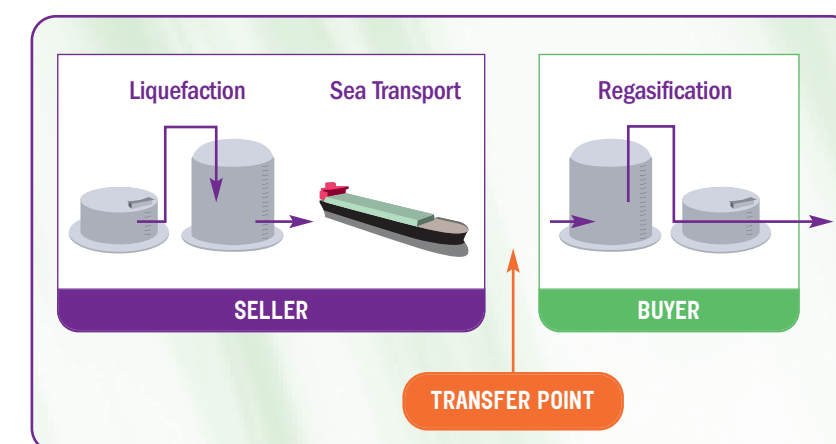 Liquefaction
Sea Transport
Regasification
SELLER
BUYER
TRANSFER POINT